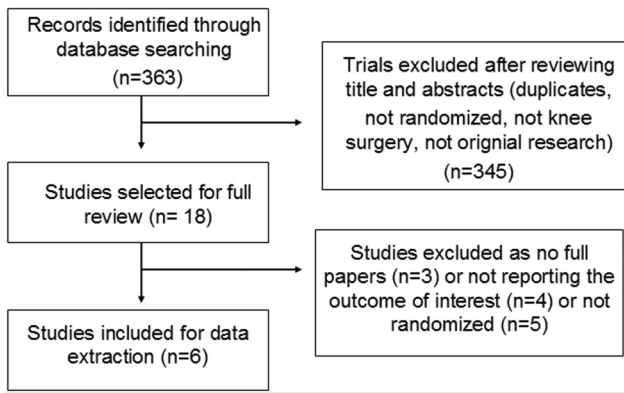 Records identified through
database searching
(n=363)
Trials excluded after reviewing
title and abstracts (duplicates,
not randomized, not knee
surgery, not orignial research)
(n=345)
Studies selected for full
review (n= 18)
Studies excluded as no full
papers (n=3) or not reporting the
outcome of interest (n=4) or not
randomized (n=5)
Studies included for data
extraction (n=6)